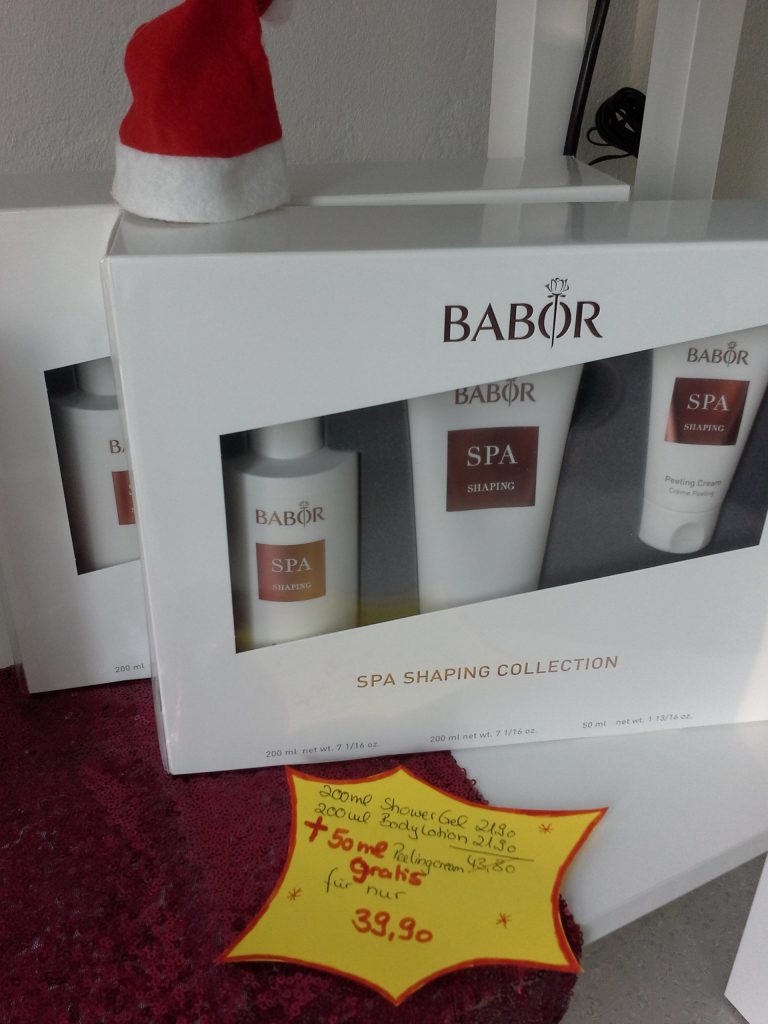 BABOR
BABOR
SPA
SHAPING
Peeling Cream
Crème Peeling
BABOR
SPA
SHAPING
BABOR
SPA
SHAPING
BA
SPA SHAPING COLLECTION
200 ml
200 ml net wt. 7 1/16 oz.
200 ml net wt. 7 1/16 oz.
50 ml net wt. 1 13/16 oz.
200ml Shower Gel 21,90
200ml Bodylotion 21,90
+50ml Peelingcream 43,80
gratis
für nur
39,90